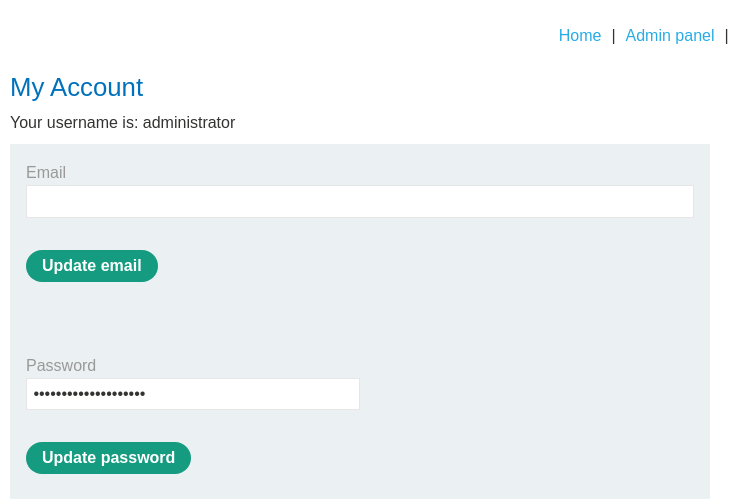 Home | Admin panel |
My Account
Your username is: administrator
Email
Update email
Password
••••••••••••••••••••
Update password